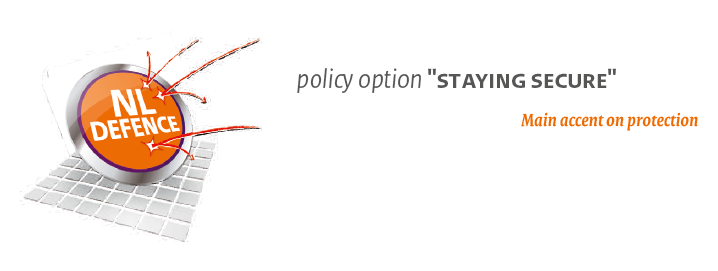 NL
DEFENCE
policy option "STAYING SECURE"
Main accent on protection